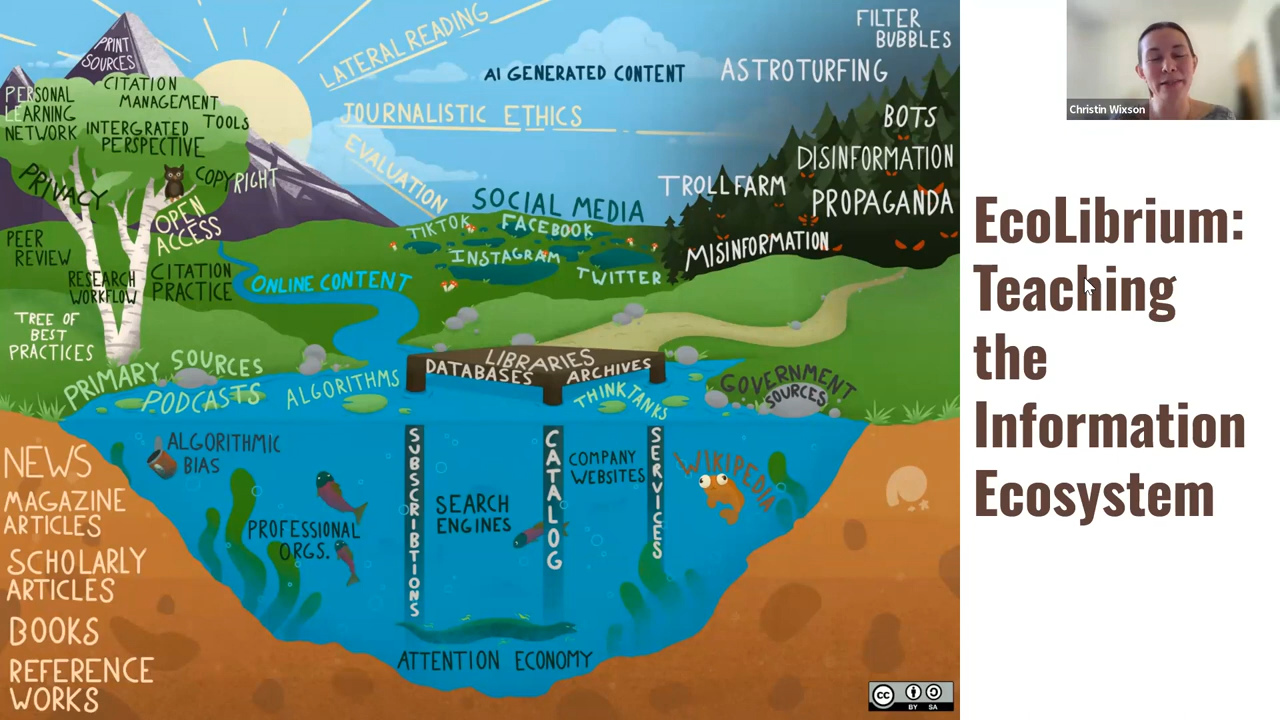 PRINT
SOURCES
CITATION
MANAGEMENT
TOOLS
PERSONAL
LEARNING
NETWORK
INTERGRATED
PERSPECTIVE
PRIVACY
COPYRIGHT
OPEN
ACCESS
PEER
REVIEW
RESEARCH
WORKFLOW
CITATION
PRACTICE
TREE OF
BEST
PRACTICES
LATERAL READING
AI GENERATED CONTENT
JOURNALISTIC ETHICS
EVALUATION
FILTER
BUBBLES
ASTROTURFING
BOTS
DISINFORMATION
TROLL FARM
PROPAGANDA
MISINFORMATION
SOCIAL MEDIA
TIKTOK
FACEBOOK
INSTAGRAM
TWITTER
ONLINE CONTENT
PRIMARY SOURCES
PODCASTS
ALGORITHMS
LIBRARIES
DATABASES
ARCHIVES
THINK TANKS
GOVERNMENT
SOURCES
ALGORITHMIC
BIAS
PROFESSIONAL
ORGS.
SUBSCRIBTIONS
SEARCH
ENGINES
CATALOG
COMPANY
WEBSITES
SERVICES
WIKIPEDIA
ATTENTION ECONOMY
NEWS
MAGAZINE
ARTICLES
SCHOLARLY
ARTICLES
BOOKS
REFERENCE
WORKS
CC
BY SA
Christin Wixson
EcoLibrium:
Teaching
the
Information
Ecosystem